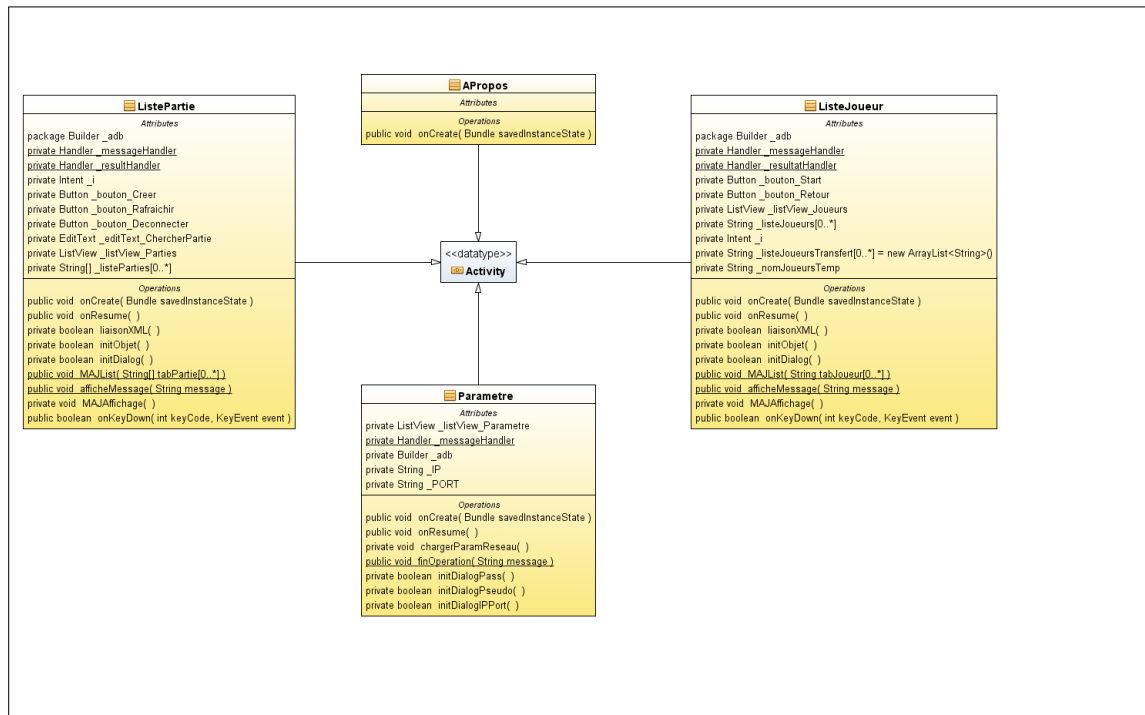 ListePartie
Attributes
package Builder _adb
private Handler _messageHandler
private Handler _resultHandler
private Intent _i
private Button _bouton_Creer
private Button _bouton_Rafraichir
private Button _bouton_Deconnecter
private EditText _editText_ChercherPartie
private ListView _listView_Parties
private String[] _listeParties[0..*]
Operations
public void onCreate( Bundle savedInstanceState )
public void onResume( )
private boolean liaisonXML( )
private boolean initObjet( )
private boolean initDialog( )
public void MAJList( String[] tabPartie[0..*] )
public void afficheMessage( String message )
private void MAJAffichage( )
public boolean onKeyDown( int keyCode, KeyEvent event )
APropos
Attributes
Operations
public void onCreate( Bundle savedInstanceState )
<<datatype>>
Activity
Parametre
Attributes
private ListView _listView_Parametre
private Handler _messageHandler
private Builder _adb
private String _IP
private String _PORT
Operations
public void onCreate( Bundle savedInstanceState )
public void onResume( )
private void chargerParamReseau( )
public void finOperation( String message )
private boolean initDialogPass( )
private boolean initDialogPseudo( )
private boolean initDialogIPPort( )
ListeJoueur
Attributes
package Builder _adb
private Handler _messageHandler
private Handler _resultatHandler
private Button _bouton_Start
private Button _bouton_Retour
private ListView _listView_Joueurs
private String _listeJoueurs[0..*]
private Intent _i
private String _listeJoueursTransfert[0..*] = new ArrayList<String>()
private String _nomJoueursTemp
Operations
public void onCreate( Bundle savedInstanceState )
public void onResume( )
private boolean liaisonXML( )
private boolean initObjet( )
private boolean initDialog( )
public void MAJList( String tabJoueur[0..*] )
public void afficheMessage( String message )
private void MAJAffichage( )
public boolean onKeyDown( int keyCode, KeyEvent event )